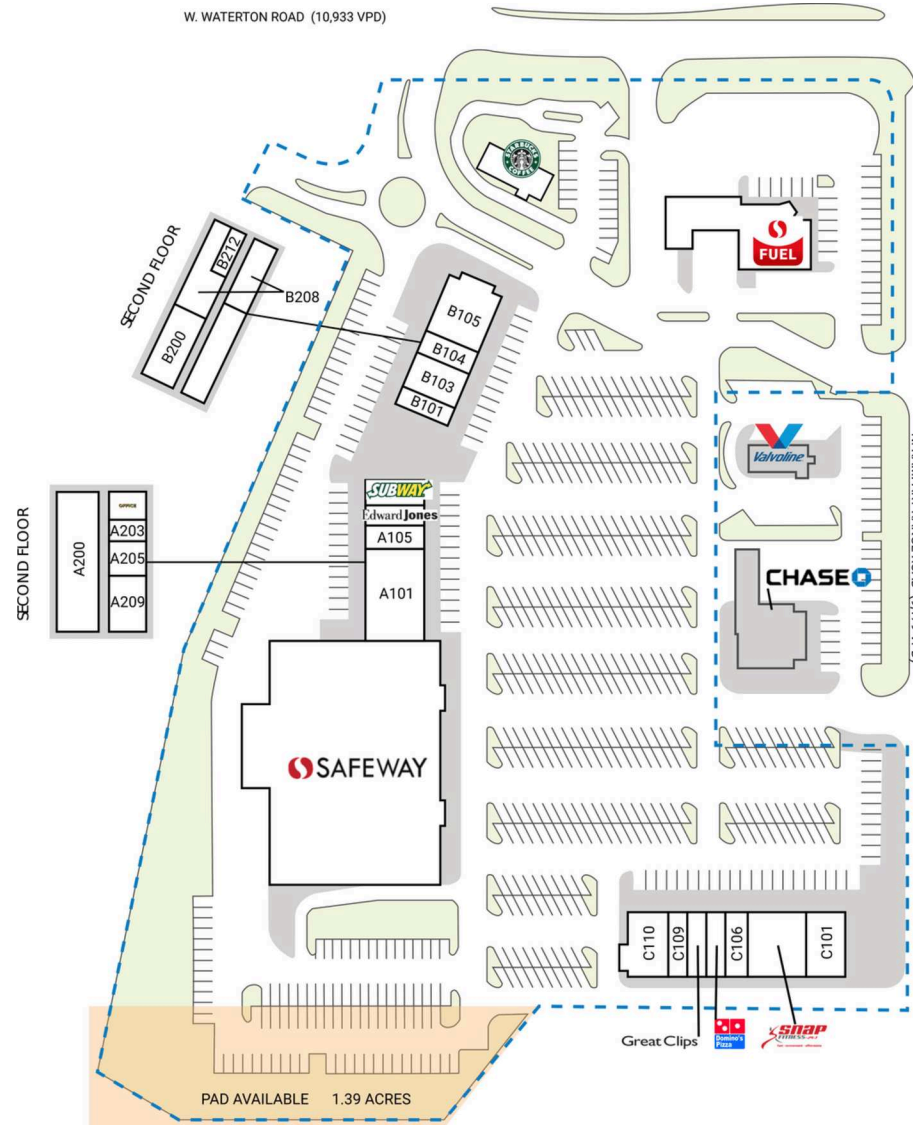 W. WATERTON ROAD (10,933 VPD)
STARBUCKS
COFFEE
FUEL
SECOND FLOOR
B212
B208
B200
B105
B104
B103
B101
Valvoline
SUBWAY
Edward Jones
A105
A101
SECOND FLOOR
A200
OFFICE
A203
A205
A209
CHASE
SAFEWAY
C110
C109
C106
C101
Great Clips
Domino's
Pizza
SNAP
FITNESS
PAD AVAILABLE 1.39 ACRES